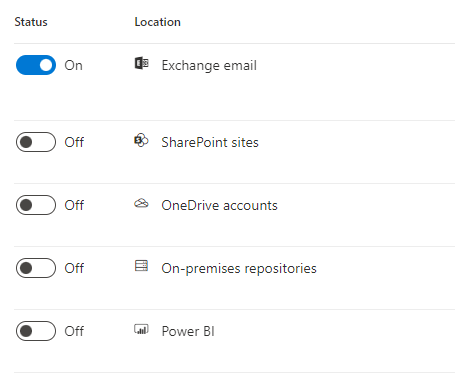 Status Location
On Exchange email
Off SharePoint sites
Off OneDrive accounts
Off On-premises repositories
Off Power BI